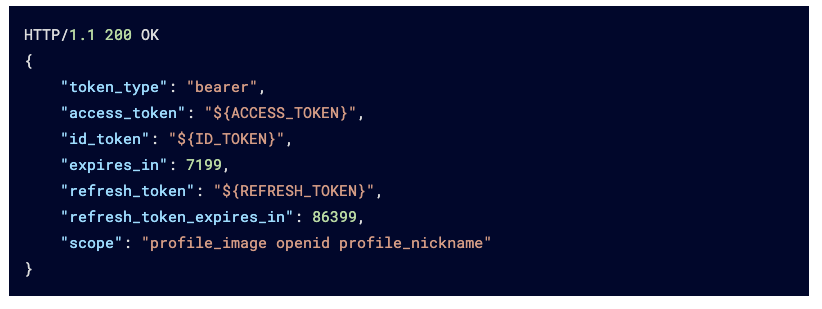 HTTP/1.1 200 OK
{
    "token_type": "bearer",
    "access_token": "${ACCESS_TOKEN}",
    "id_token": "${ID_TOKEN}",
    "expires_in": 7199,
    "refresh_token": "${REFRESH_TOKEN}",
    "refresh_token_expires_in": 86399,
    "scope": "profile_image openid profile_nickname"
}